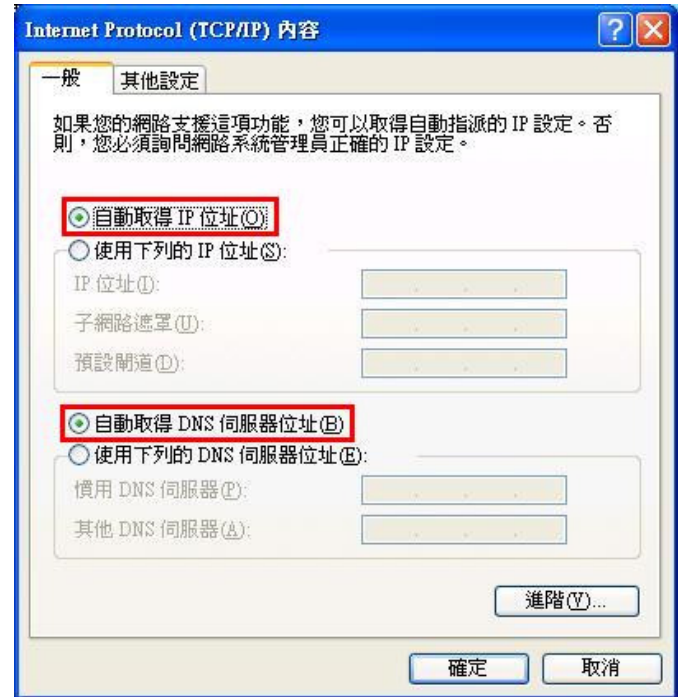 Internet Protocol (TCP/IP) 內容
一般
其他設定
如果您的網路支援這項功能，您可以取得自動指派的 IP 設定。否
則，您必須詢問網路系統管理員正確的 IP 設定。
自動取得 IP 位址(O)
使用下列的 IP 位址(S):
IP 位址(I):
子網路遮罩(U):
預設閘道(D):
自動取得 DNS 伺服器位址(B)
使用下列的 DNS 伺服器位址(E):
慣用 DNS 伺服器(P):
其他 DNS 伺服器(A):
進階(V)...
確定
取消